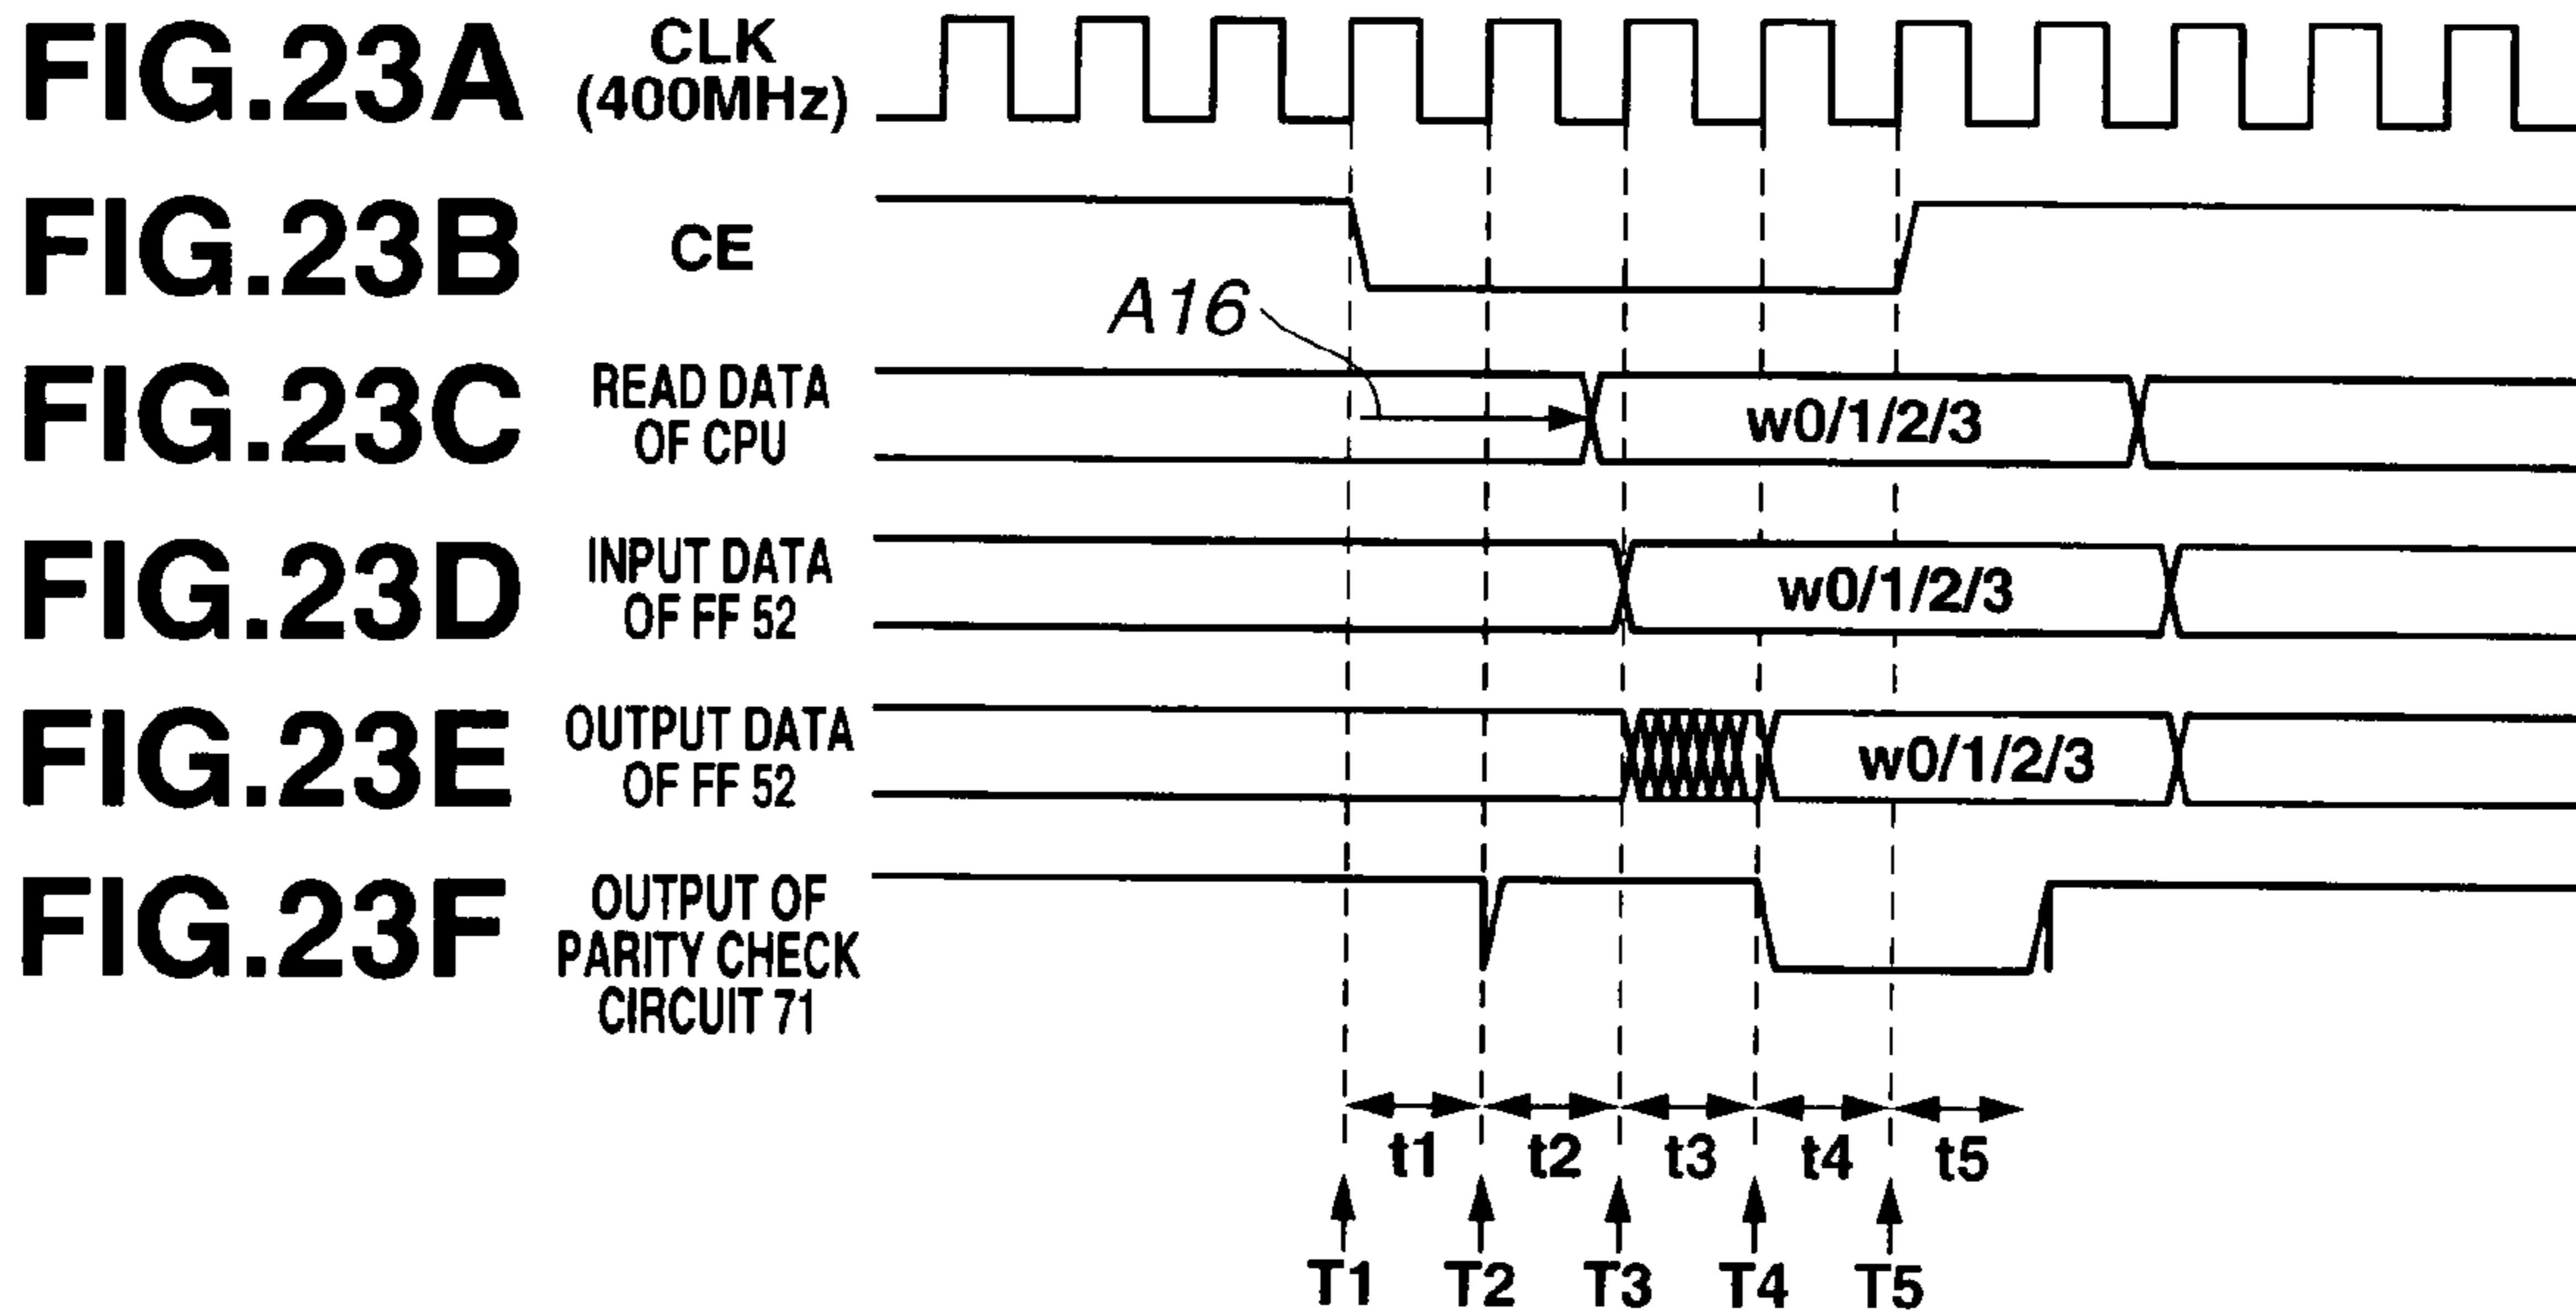 FIG.23A
CLK
(400MHz)
FIG.23B
CE
A16
FIG.23C
READ DATA
OF CPU
w0/1/2/3
FIG.23D
INPUT DATA
OF FF 52
w0/1/2/3
FIG.23E
OUTPUT DATA
OF FF 52
w0/1/2/3
FIG.23F
OUTPUT OF
PARITY CHECK
CIRCUIT 71
t1 t2 t3 t4 t5
T1 T2 T3 T4 T5